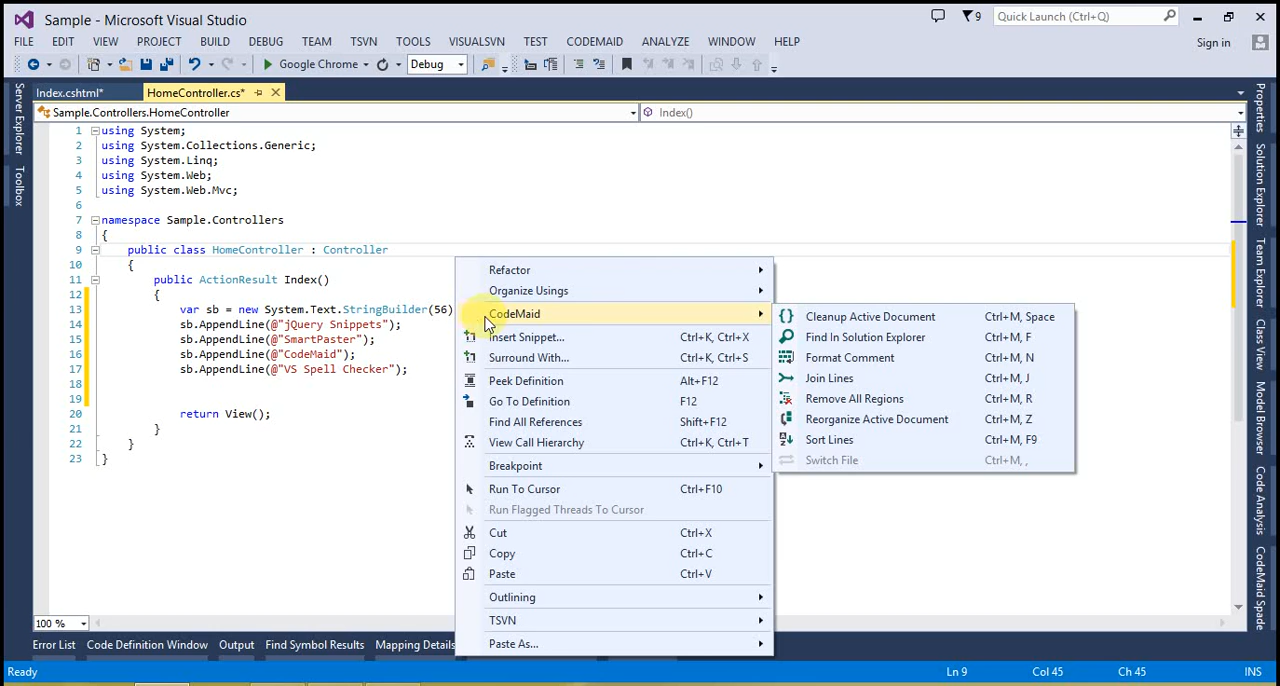 Sample - Microsoft Visual Studio
9
Quick Launch (Ctrl+Q)
FILE EDIT VIEW PROJECT BUILD DEBUG TEAM TSVN TOOLS VISUALSVN TEST CODEMAID ANALYZE WINDOW HELP
Sign in
Google Chrome Debug
Index.cshtml* HomeController.cs*
Sample.Controllers.HomeController Index()
1 using System;
2 using System.Collections.Generic;
3 using System.Linq;
4 using System.Web;
5 using System.Web.Mvc;
6
7 namespace Sample.Controllers
8 {
9 public class HomeController : Controller
10 {
11 public ActionResult Index()
12 {
13 var sb = new System.Text.StringBuilder(56)
14 sb.AppendLine(@"jQuery Snippets");
15 sb.AppendLine(@"SmartPaster");
16 sb.AppendLine(@"CodeMaid");
17 sb.AppendLine(@"VS Spell Checker");
18
19
20 return View();
21 }
22 }
23 }
Refactor
Organize Usings
CodeMaid
Insert Snippet... Ctrl+K, Ctrl+X
Surround With... Ctrl+K, Ctrl+S
Peek Definition Alt+F12
Go To Definition F12
Find All References Shift+F12
View Call Hierarchy Ctrl+K, Ctrl+T
Breakpoint
Run To Cursor Ctrl+F10
Run Flagged Threads To Cursor
Cut Ctrl+X
Copy Ctrl+C
Paste Ctrl+V
Outlining
TSVN
Paste As...
Cleanup Active Document Ctrl+M, Space
Find In Solution Explorer Ctrl+M, F
Format Comment Ctrl+M, N
Join Lines Ctrl+M, J
Remove All Regions Ctrl+M, R
Reorganize Active Document Ctrl+M, Z
Sort Lines Ctrl+M, F9
Switch File Ctrl+M, ,
Server Explorer
Toolbox
Properties
Solution Explorer
Team Explorer
Class View
Model Browser
Code Analysis
CodeMaid Spade
100 %
Error List Code Definition Window Output Find Symbol Results Mapping Details
Ready Ln 9 Col 45 Ch 45 INS